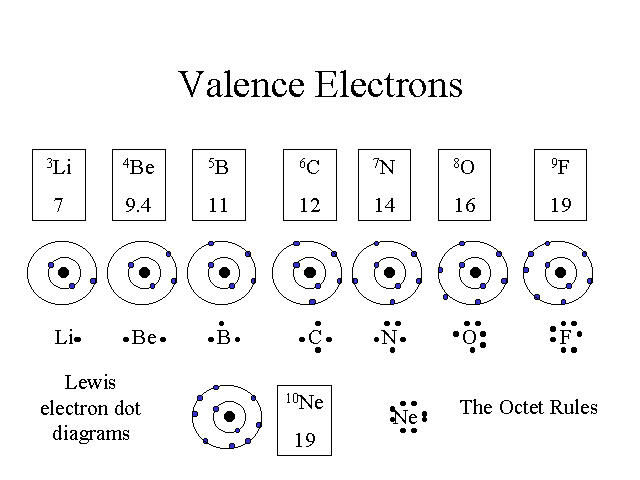 Valence Electrons
³Li ⁴Be ⁵B ⁶C ⁷N ⁸O ⁹F
7 9.4 11 12 14 16 19
Li Be B C N O F
Lewis
electron dot
diagrams
¹⁰Ne
19
Ne
The Octet Rules